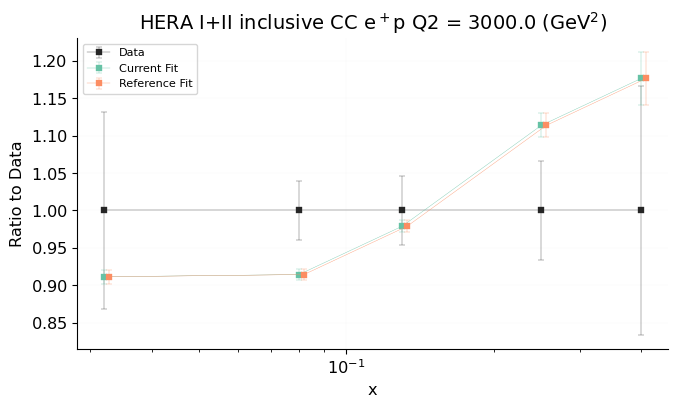 HERA I+II inclusive CC e⁺p Q2 = 3000.0 (GeV²)
Data
Current Fit
Reference Fit
Ratio to Data
1.20
1.15
1.10
1.05
1.00
0.95
0.90
0.85
10⁻¹
x